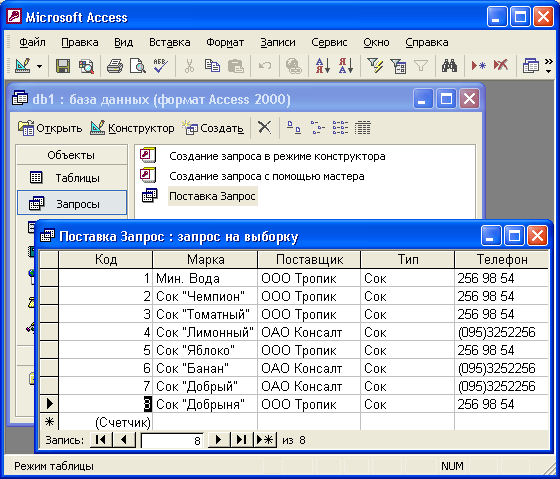 Microsoft Access
Файл Правка Вид Вставка Формат Записи Сервис Окно Справка
db1 : база данных (формат Access 2000)
Открыть Конструктор Создать
Объекты
Таблицы
Запросы
Создание запроса в режиме конструктора
Создание запроса с помощью мастера
Поставка Запрос
Поставка Запрос : запрос на выборку
Код Марка Поставщик Тип Телефон
1 Мин. Вода ООО Тропик Сок 256 98 54
2 Сок "Чемпион" ООО Тропик Сок 256 98 54
3 Сок "Томатный" ООО Тропик Сок 256 98 54
4 Сок "Лимонный" ОАО Консалт Сок (095)3252256
5 Сок "Яблоко" ООО Тропик Сок 256 98 54
6 Сок "Банан" ОАО Консалт Сок (095)3252256
7 Сок "Добрый" ОАО Консалт Сок (095)3252256
8 Сок "Добрыня" ООО Тропик Сок 256 98 54
(Счетчик)
Запись: 8 из 8
Режим таблицы NUM